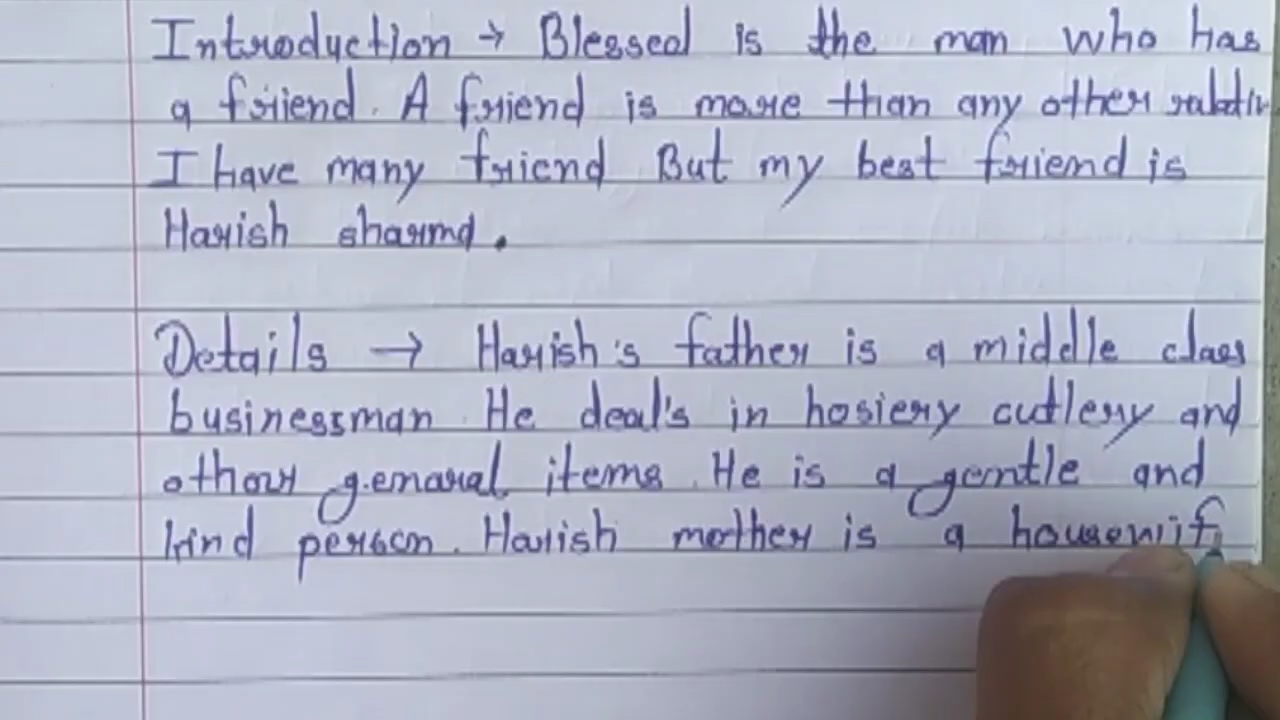 Introduction → Blessed is the man who has
a friend. A friend is more than any other
I have many friend But my best friend is
Harish sharma.
Details → Harish's father is a middle class
businessman. He deal's in hosiery cutlery and
other genaral items. He is a gentle and
kind person. Harish mother is a housewif